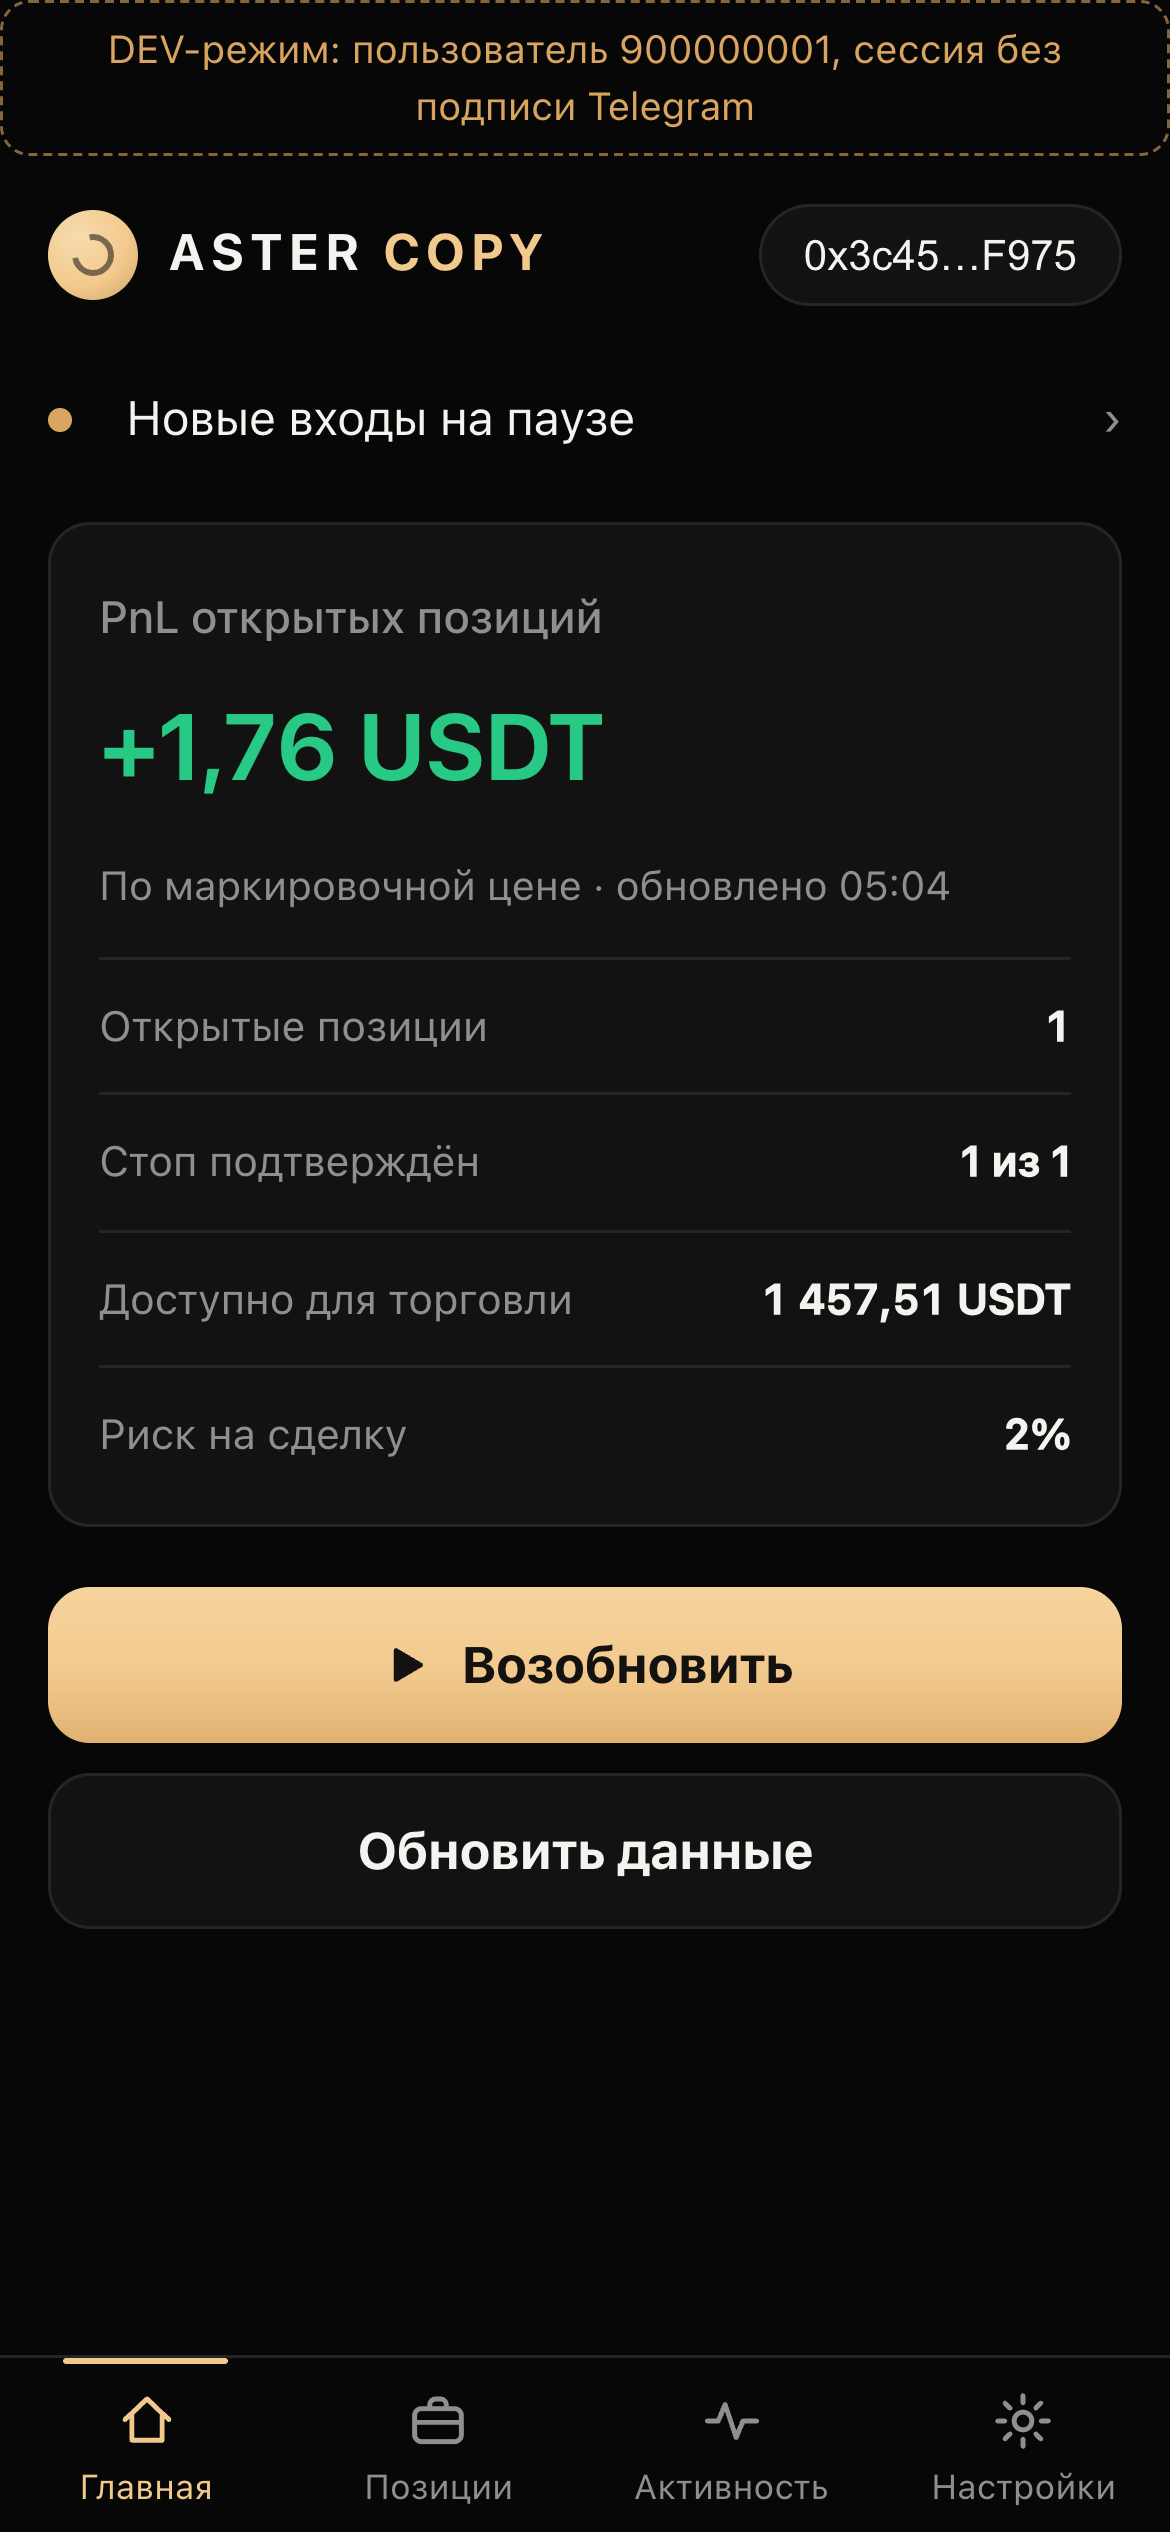 DEV-режим: пользователь 900000001, сессия без
подписи Telegram
ASTER COPY
0x3c45...F975
Новые входы на паузе
PnL открытых позиций
+1,76 USDT
По маркировочной цене · обновлено 05:04
Открытые позиции 1
Стоп подтверждён 1 из 1
Доступно для торговли 1 457,51 USDT
Риск на сделку 2%
Возобновить
Обновить данные
Главная
Позиции
Активность
Настройки